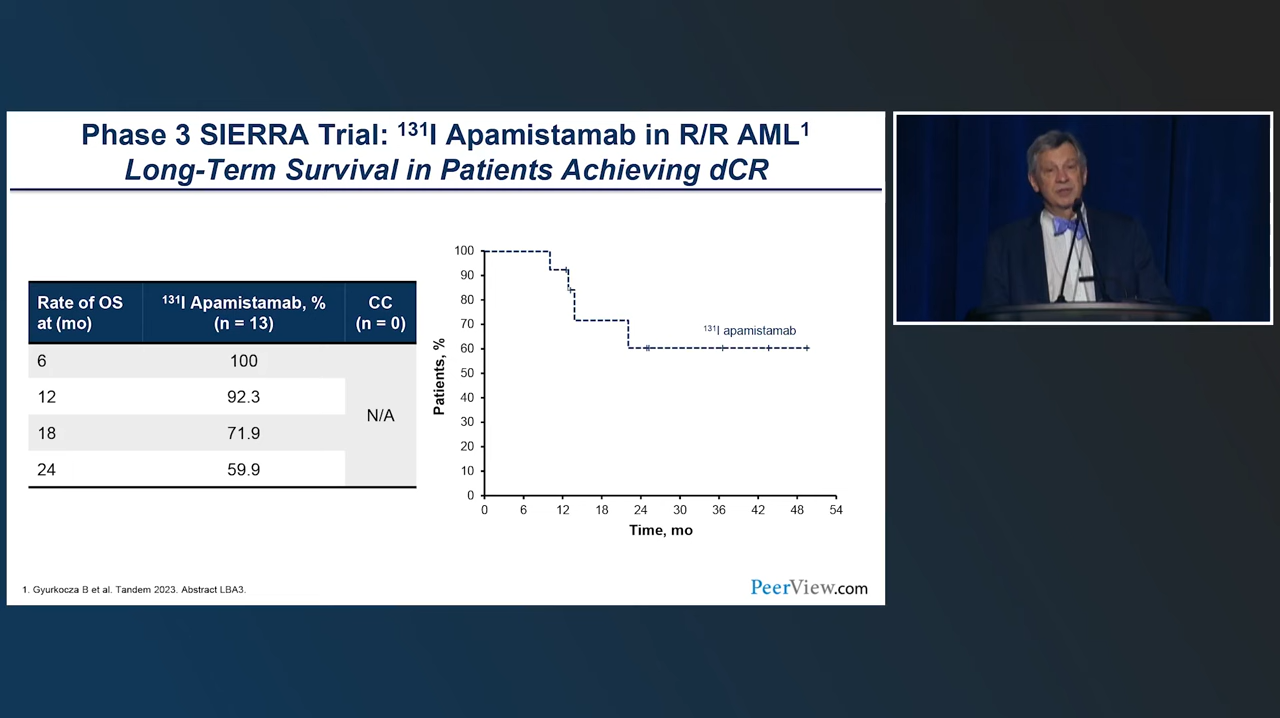 Phase 3 SIERRA Trial: ¹³¹I Apamistamab in R/R AML¹
Long-Term Survival in Patients Achieving dCR
Rate of OS at (mo)
¹³¹I Apamistamab, % (n = 13)
CC (n = 0)
6 100
12 92.3
18 71.9
24 59.9
N/A
Patients, %
100
90
80
70
60
50
40
30
20
10
0
¹³¹I apamistamab
0 6 12 18 24 30 36 42 48 54
Time, mo
1. Gyurkocza B et al. Tandem 2023. Abstract LBA3.
PeerView.com